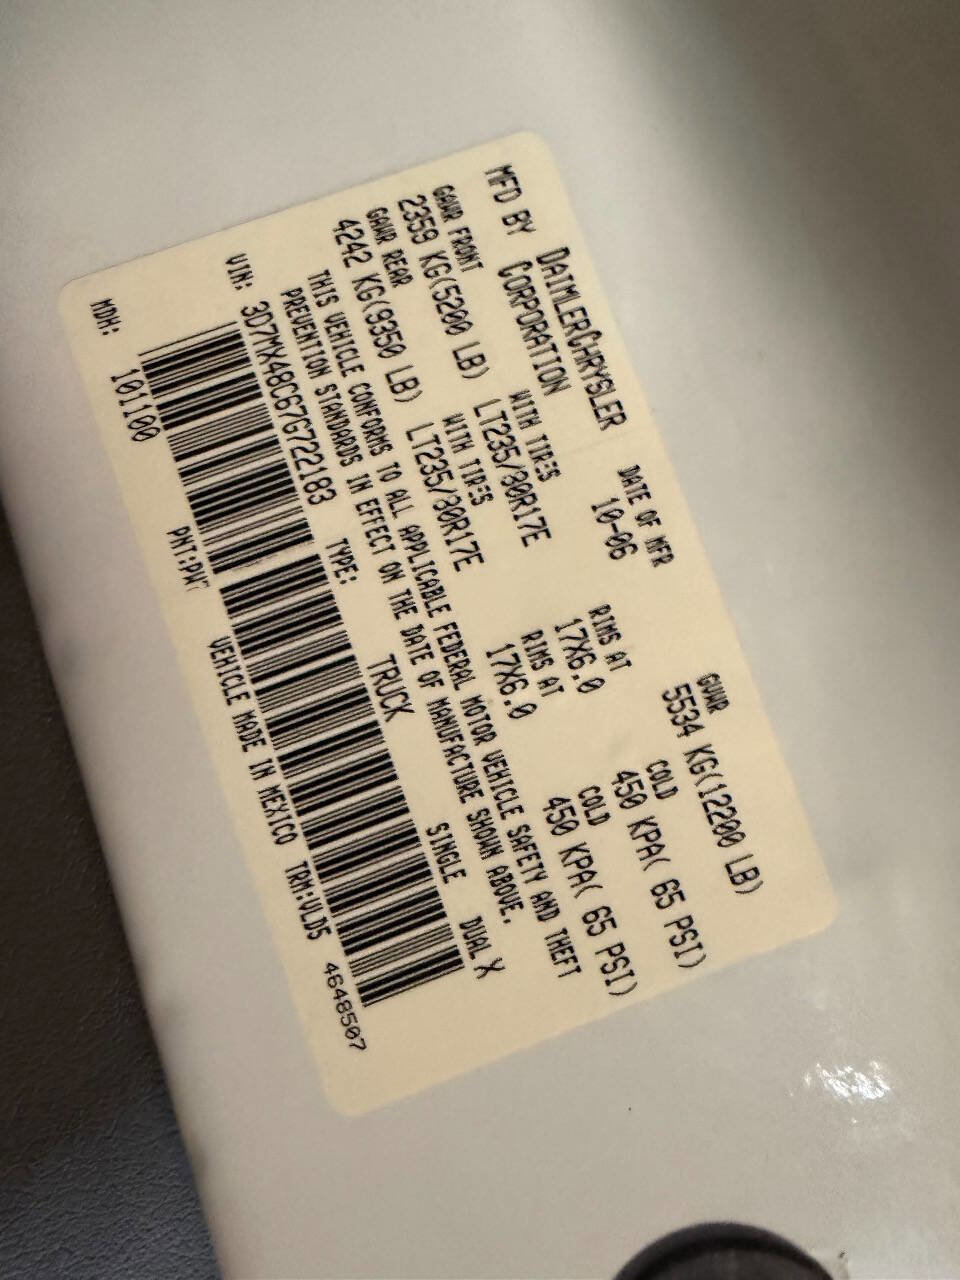 MFD BY DAIMLERCHRYSLER CORPORATION
DATE OF MFR 10-06
GVWR 5534 KG(12200 LB)
GAWR FRONT WITH TIRES RIMS AT COLD
2359 KG(5200 LB) LT235/80R17E 17X6.0 450 KPA( 65 PSI)
GAWR REAR WITH TIRES RIMS AT COLD
4242 KG(9350 LB) LT235/80R17E 17X6.0 450 KPA( 65 PSI)
THIS VEHICLE CONFORMS TO ALL APPLICABLE FEDERAL MOTOR VEHICLE SAFETY AND THEFT
PREVENTION STANDARDS IN EFFECT ON THE DATE OF MANUFACTURE SHOWN ABOVE.
VIN: 3D7MX48C67G722183 TYPE: TRUCK SINGLE DUAL X
MDH: 101100 PNT:PW7 VEHICLE MADE IN MEXICO TRM:VLD5 4648507